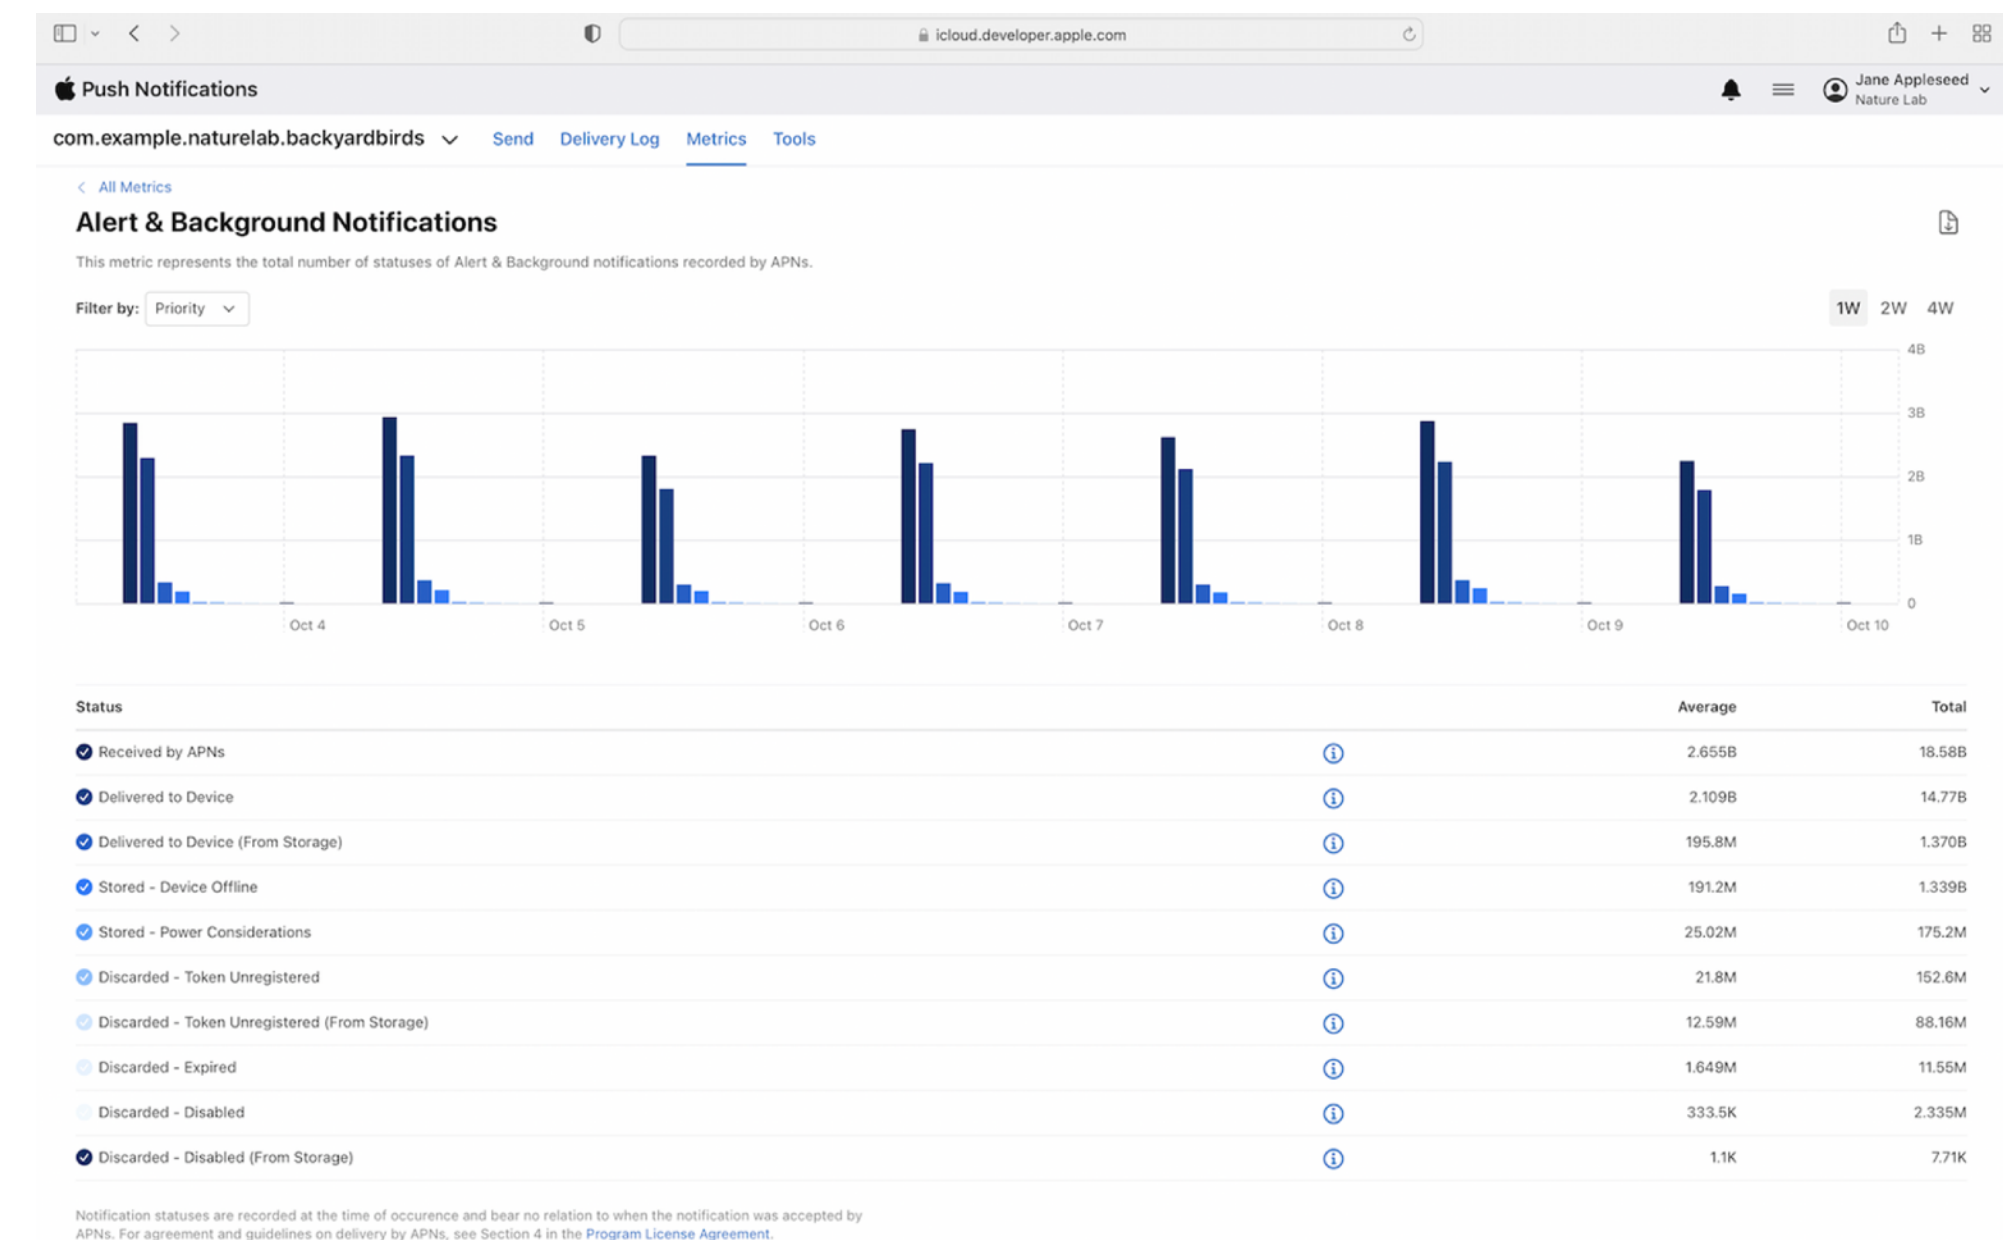 icloud.developer.apple.com
Push Notifications
Jane Appleseed
Nature Lab
com.example.naturelab.backyardbirds Send Delivery Log Metrics Tools
All Metrics
Alert & Background Notifications
This metric represents the total number of statuses of Alert & Background notifications recorded by APNs.
Filter by: Priority 1W 2W 4W
4B
3B
2B
1B
0
Oct 4 Oct 5 Oct 6 Oct 7 Oct 8 Oct 9 Oct 10
Status Average Total
Received by APNs 2.655B 18.58B
Delivered to Device 2.109B 14.77B
Delivered to Device (From Storage) 195.8M 1.370B
Stored - Device Offline 191.2M 1.339B
Stored - Power Considerations 25.02M 175.2M
Discarded - Token Unregistered 21.8M 152.6M
Discarded - Token Unregistered (From Storage) 12.59M 88.16M
Discarded - Expired 1.649M 11.55M
Discarded - Disabled 333.5K 2.335M
Discarded - Disabled (From Storage) 1.1K 7.71K
Notification statuses are recorded at the time of occurence and bear no relation to when the notification was accepted by
APNs. For agreement and guidelines on delivery by APNs, see Section 4 in the Program License Agreement.